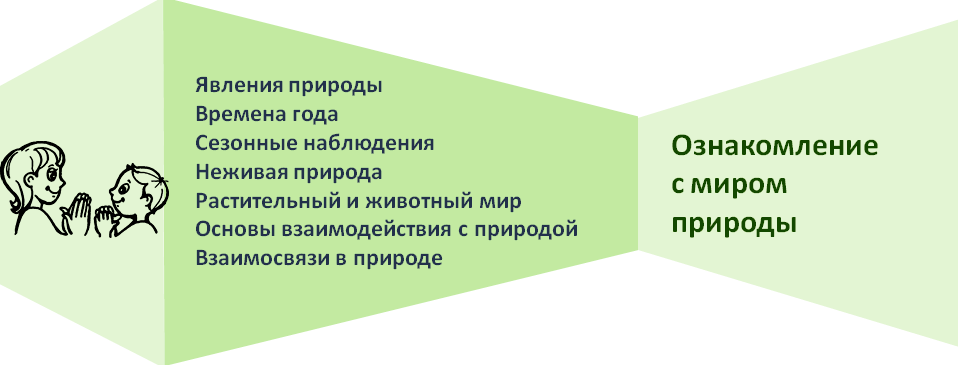 Явления природы
Времена года
Сезонные наблюдения
Неживая природа
Растительный и животный мир
Основы взаимодействия с природой
Взаимосвязи в природе
Ознакомление
с миром
природы